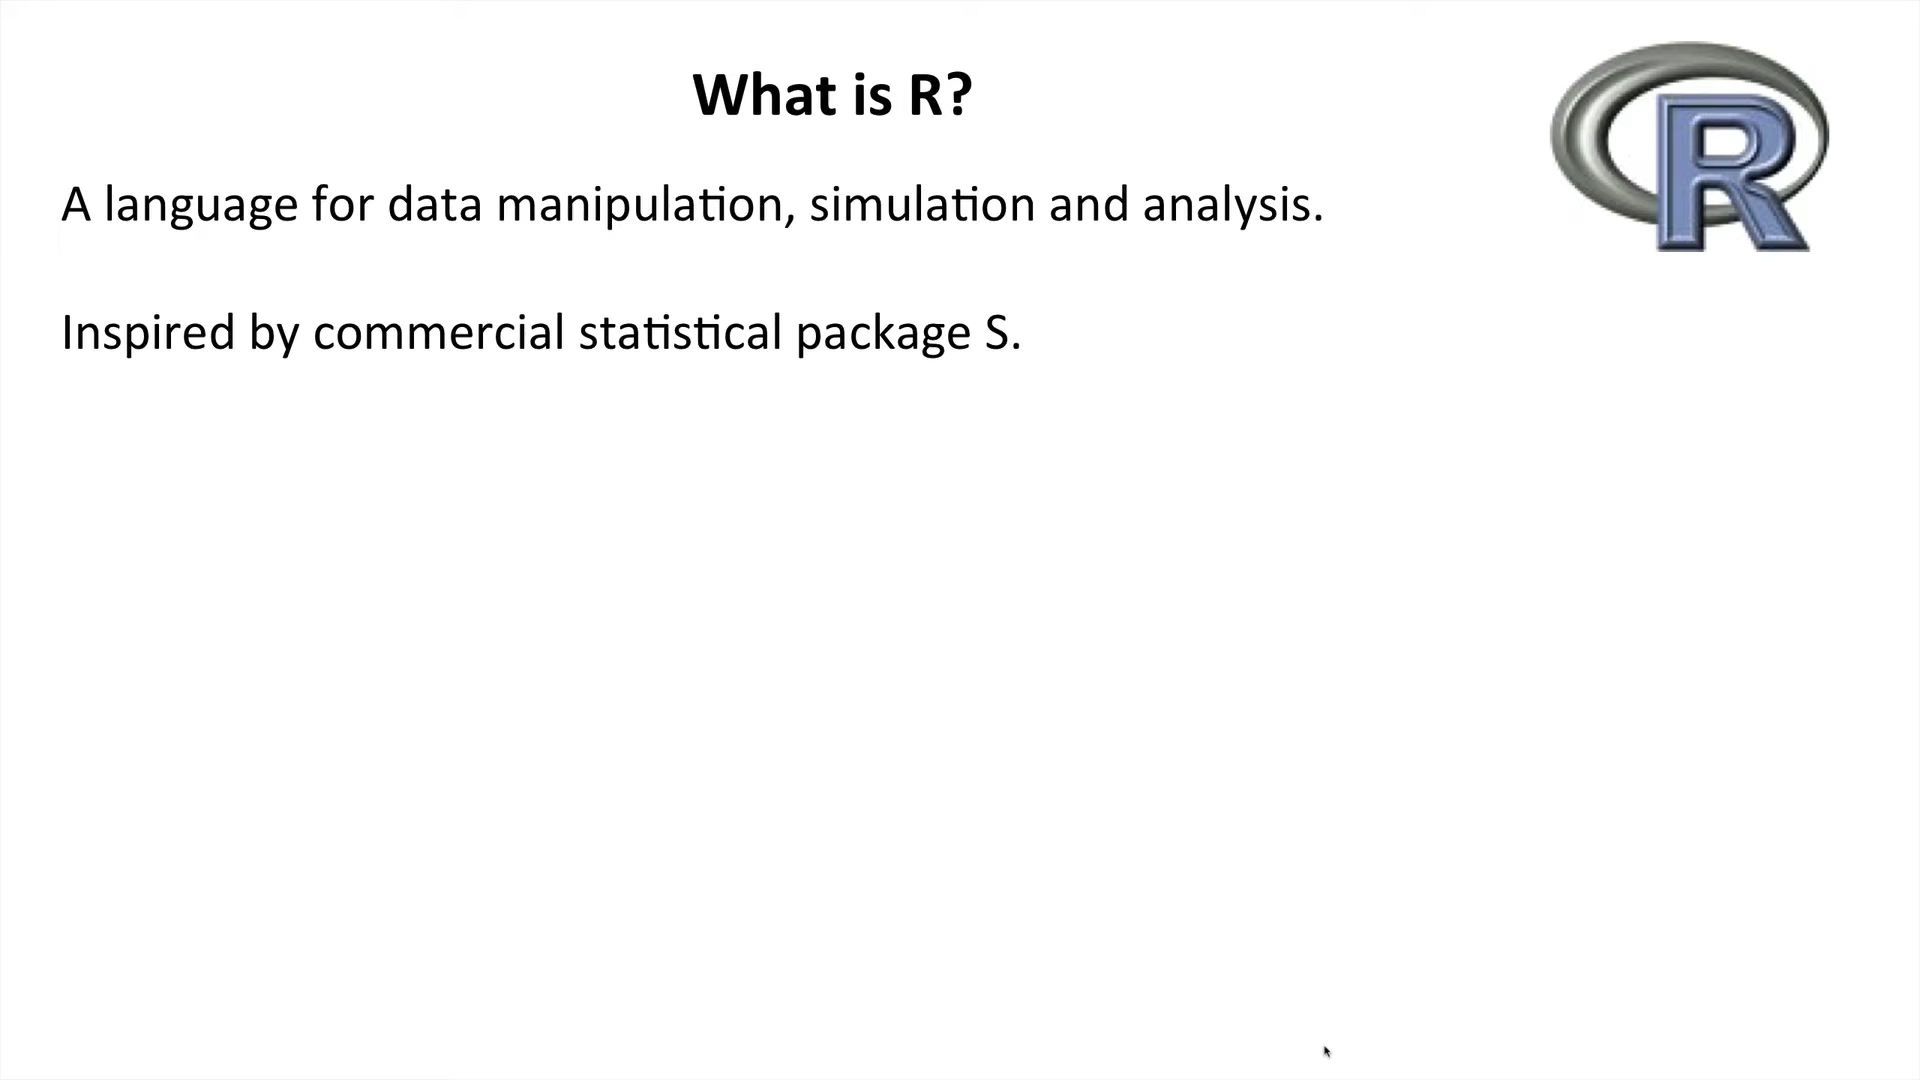 What is R?
R
A language for data manipulation, simulation and analysis.
Inspired by commercial statistical package S.